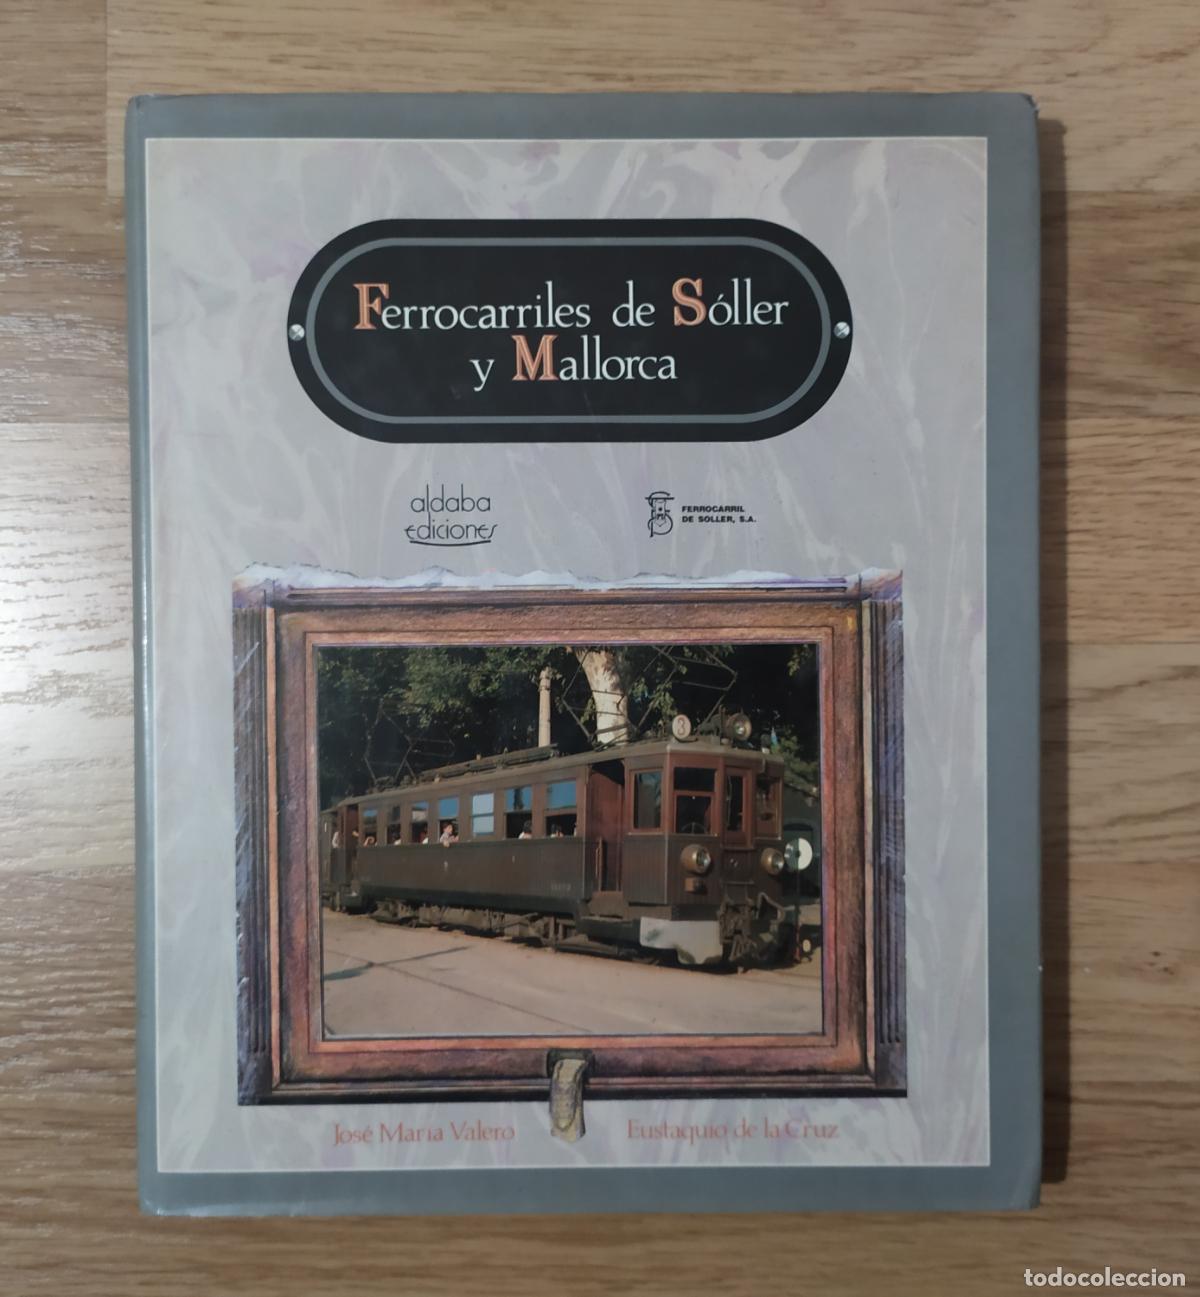 Ferrocarriles de Sóller
y Mallorca
aldaba
ediciones
FERROCARRIL
DE SOLLER, S.A.
3
José María Valero
Eustaquio de la Cruz
todocoleccion